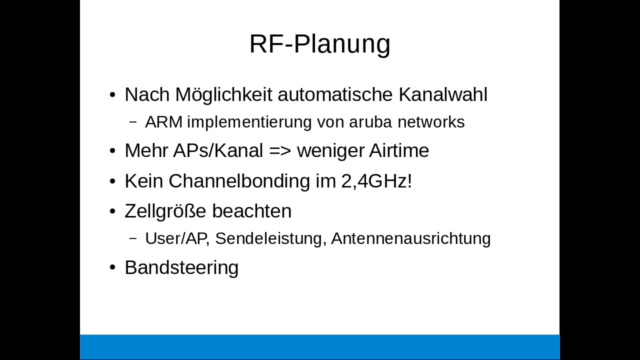 RF-Planung
• Nach Möglichkeit automatische Kanalwahl
– ARM implementierung von aruba networks
• Mehr APs/Kanal => weniger Airtime
• Kein Channelbonding im 2,4GHz!
• Zellgröße beachten
– User/AP, Sendeleistung, Antennenausrichtung
• Bandsteering